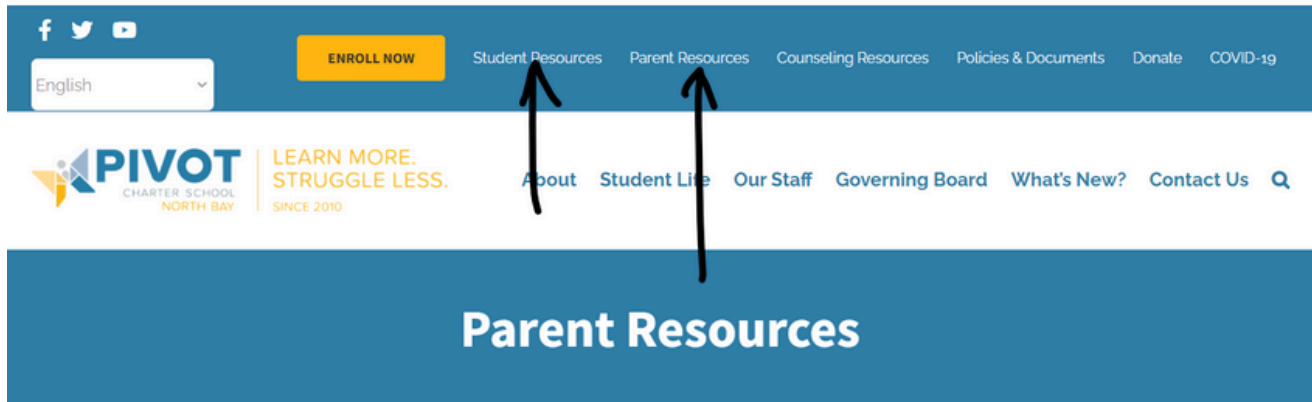 ENROLL NOW
Student Resources
Parent Resources
Counseling Resources
Policies & Documents
Donate
COVID-19
English
PIVOT
CHARTER SCHOOL
NORTH BAY
LEARN MORE.
STRUGGLE LESS.
SINCE 2010
About
Student Life
Our Staff
Governing Board
What's New?
Contact Us
Parent Resources